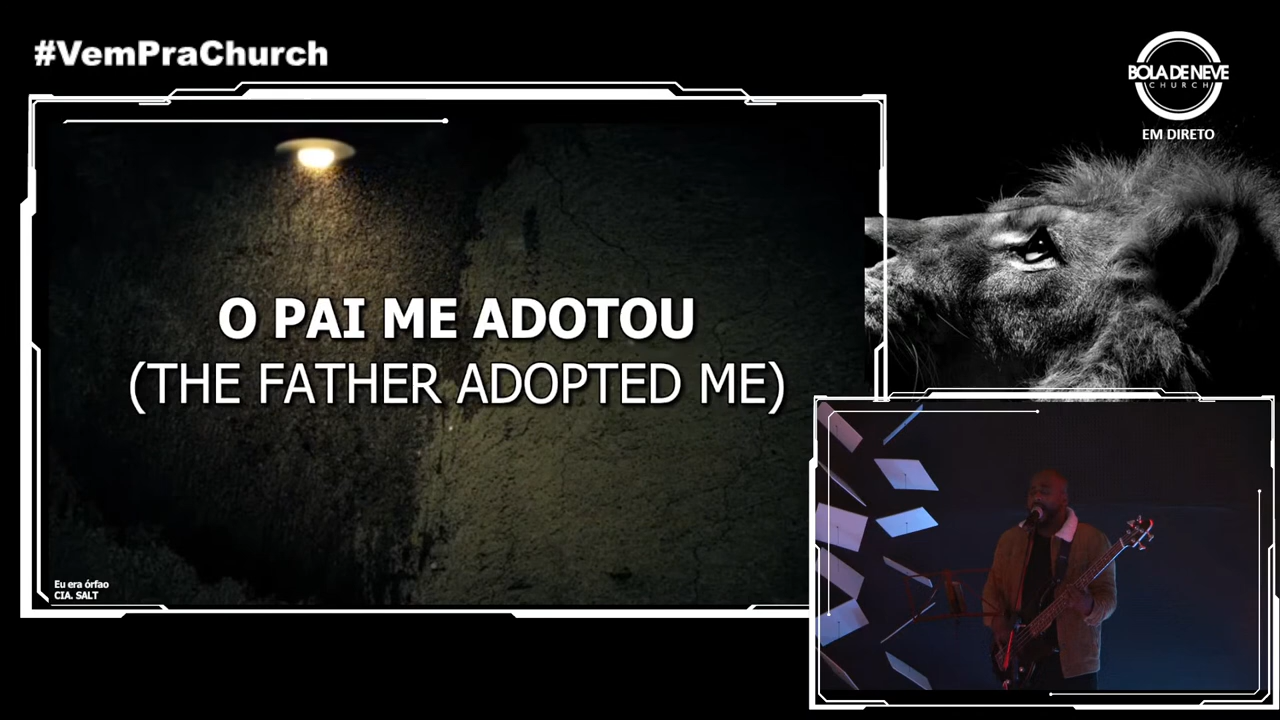 #VemPraChurch
BOLA DE NEVE
CHURCH
EM DIRETO
O PAI ME ADOTOU
(THE FATHER ADOPTED ME)
Eu era órfao
CIA. SALT